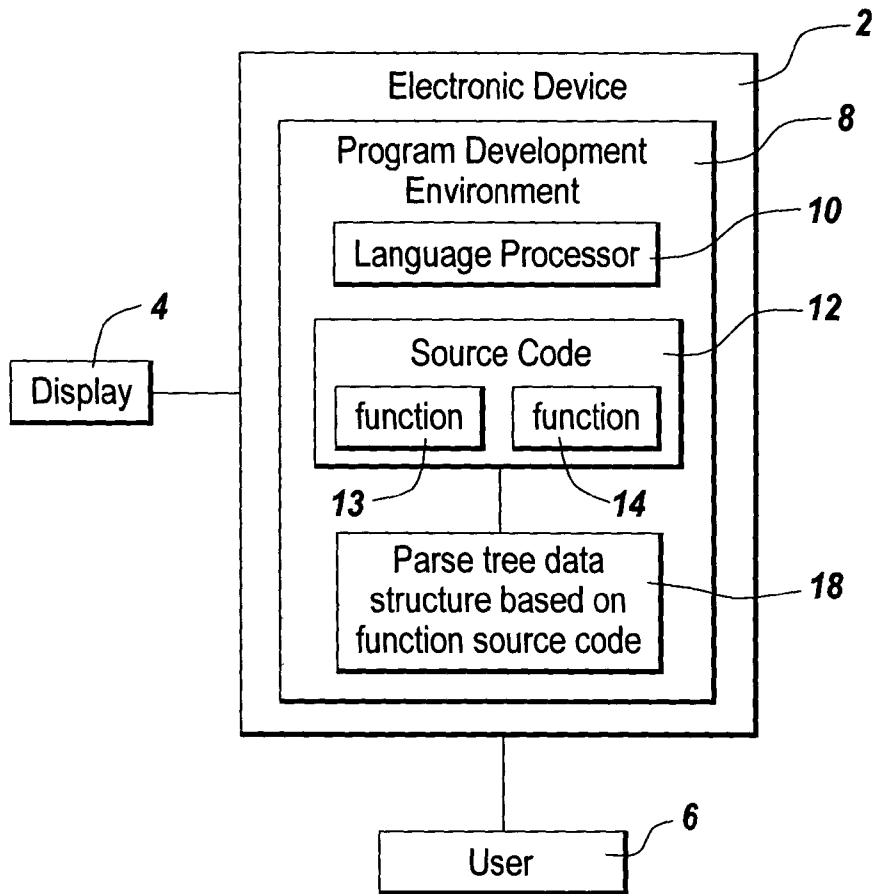 2
Electronic Device
8
Program Development
Environment
10
Language Processor
4
12
Source Code
Display
function
function
13
14
Parse tree data
structure based on
function source code
18
6
User